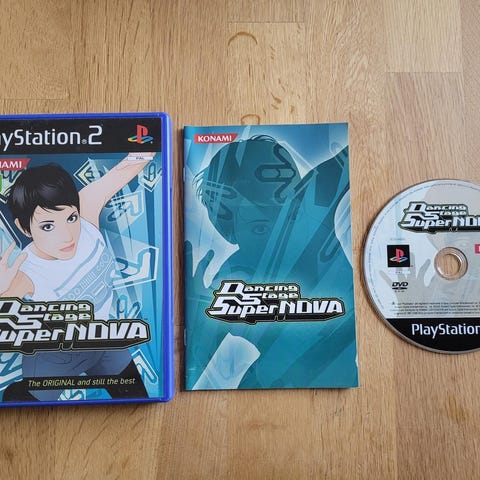 PlayStation®2
PAL
KONAMI
Dancing
Stage
SuperNOVA
The ORIGINAL and still the best
KONAMI
Dancing
Stage
SuperNOVA
Dancing
Stage
SuperNOVA
DVD
PlayStation